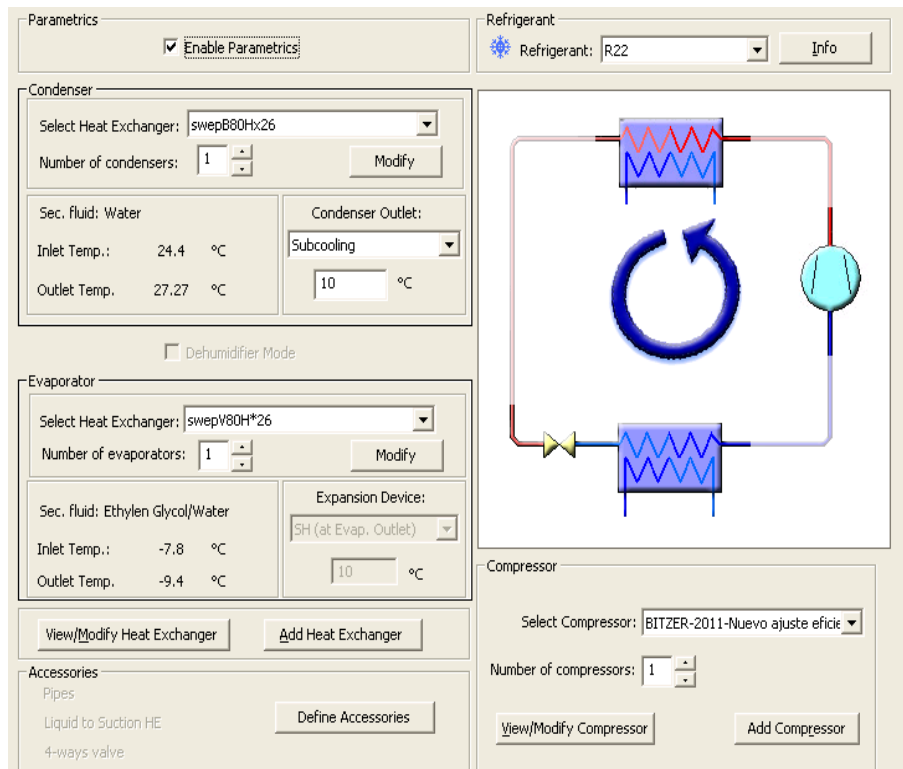 Parametrics
Enable Parametrics
Refrigerant
Refrigerant: R22 Info
Condenser
Select Heat Exchanger: swepB80Hx26
Number of condensers: 1 Modify
Sec. fluid: Water
Inlet Temp.: 24.4 °C
Outlet Temp. 27.27 °C
Condenser Outlet:
Subcooling
10 °C
Dehumidifier Mode
Evaporator
Select Heat Exchanger: swepV80H*26
Number of evaporators: 1 Modify
Sec. fluid: Ethylen Glycol/Water
Inlet Temp.: -7.8 °C
Outlet Temp. -9.4 °C
Expansion Device:
SH (at Evap. Outlet)
10 °C
View/Modify Heat Exchanger Add Heat Exchanger
Accessories
Pipes
Liquid to Suction HE
4-ways valve
Define Accessories
Compressor
Select Compressor: BITZER-2011-Nuevo ajuste eficie
Number of compressors: 1
View/Modify Compressor Add Compressor